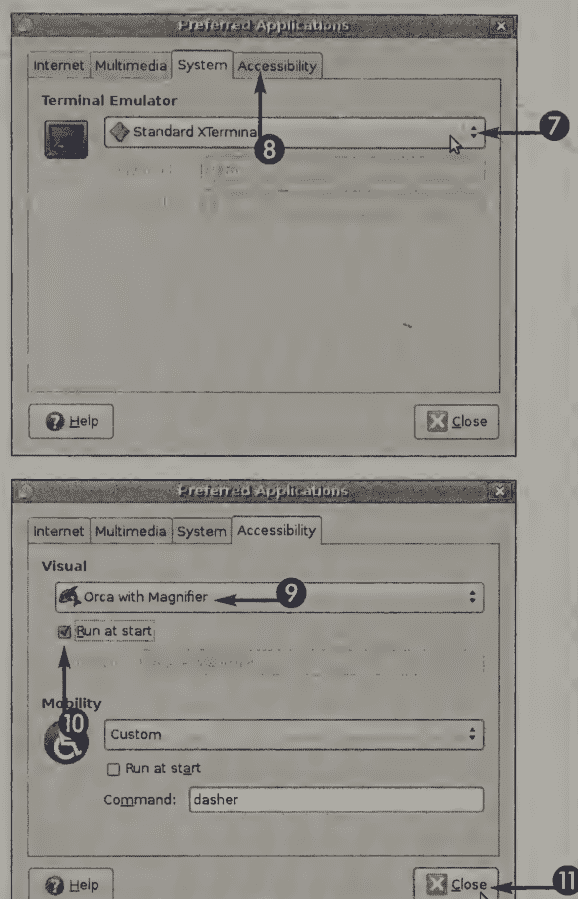 Preferred Applications
Internet Multimedia System Accessibility
Terminal Emulator
Standard XTermina
7
8
Help
Close
Preferred Applications
Internet Multimedia System Accessibility
Visual
Orca with Magnifier
9
Run at start
Mobility
10
Custom
Run at start
Command: dasher
Help
Close
11